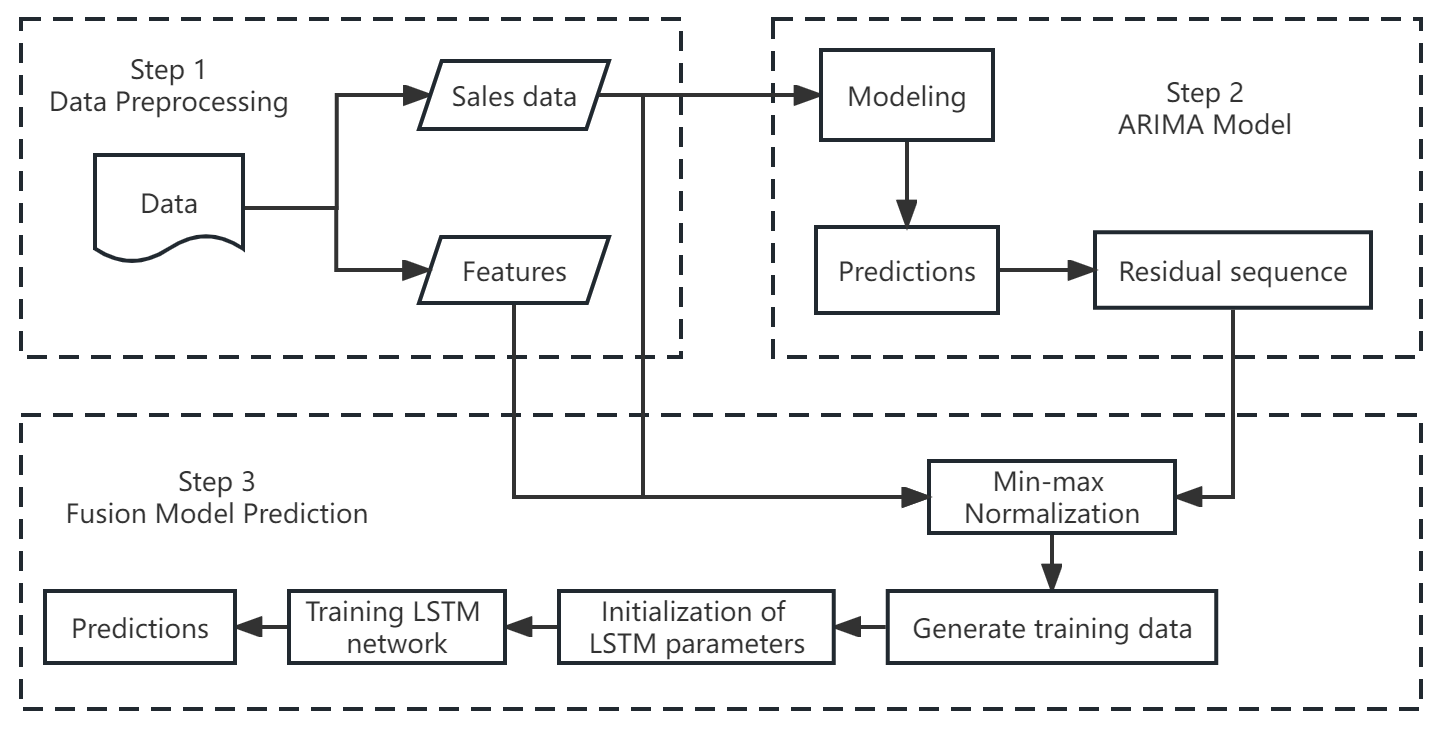 Step 1
Data Preprocessing
Data
Sales data
Features
Step 2
ARIMA Model
Modeling
Predictions
Residual sequence
Step 3
Fusion Model Prediction
Min-max
Normalization
Generate training data
Initialization of
LSTM parameters
Training LSTM
network
Predictions